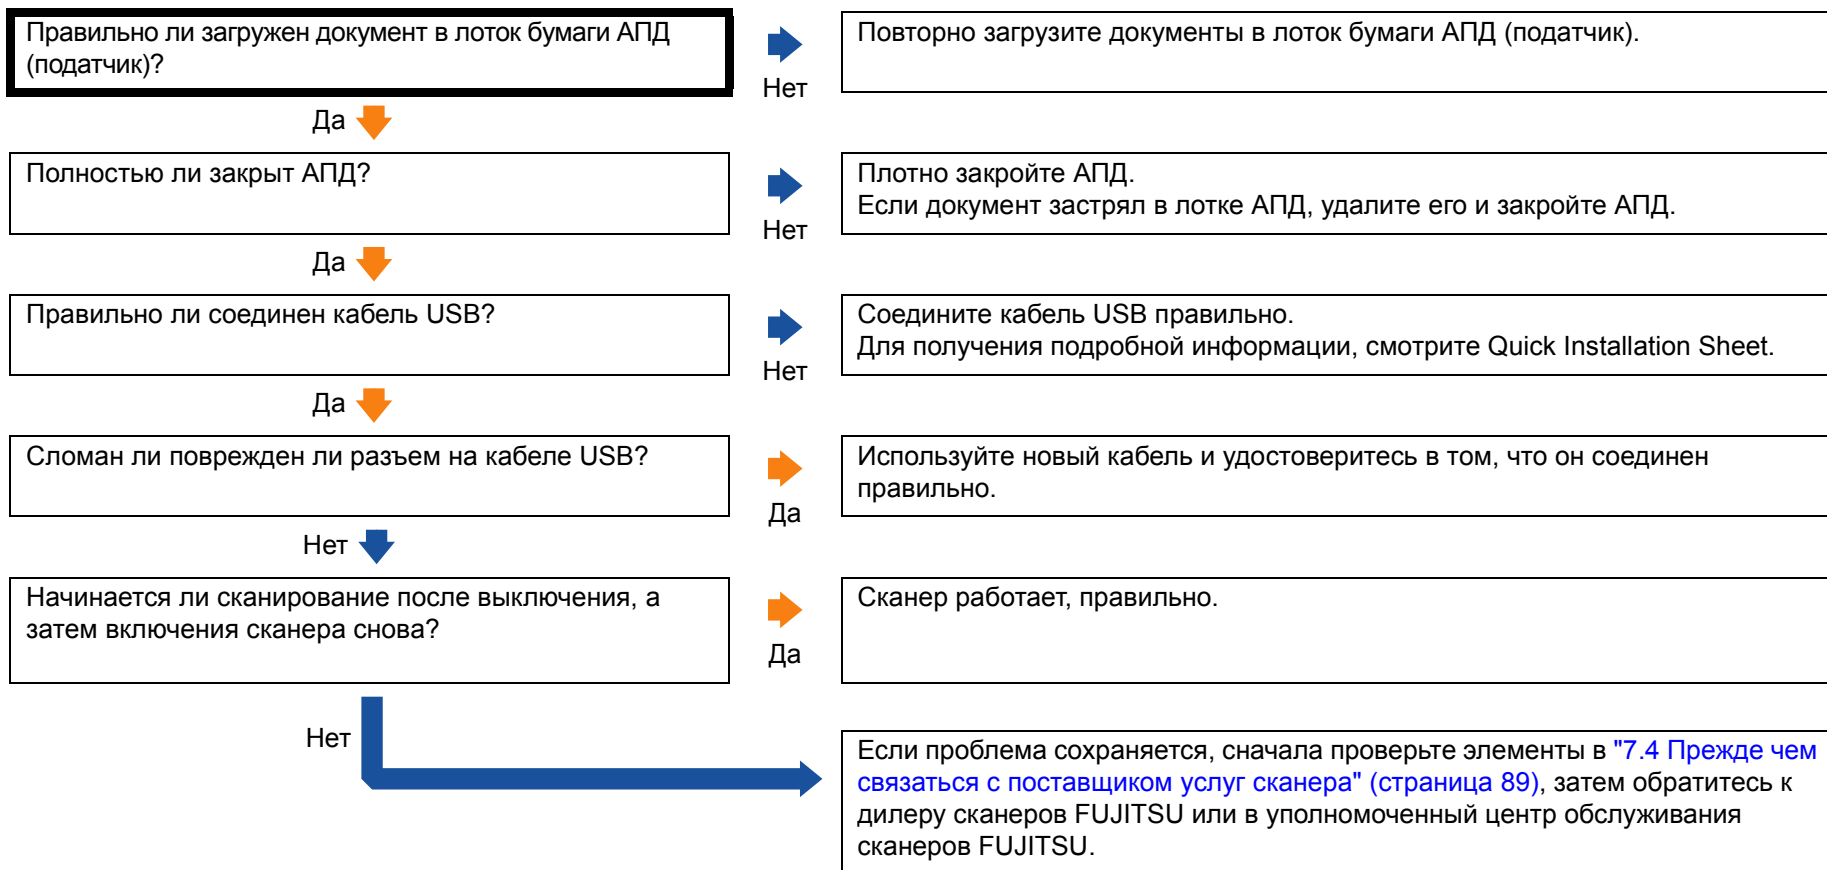 Правильно ли загружен документ в лоток бумаги АПД
(податчик)?
Нет
Повторно загрузите документы в лоток бумаги АПД (податчик).
Да
Полностью ли закрыт АПД?
Нет
Плотно закройте АПД.
Если документ застрял в лотке АПД, удалите его и закройте АПД.
Да
Правильно ли соединен кабель USB?
Нет
Соедините кабель USB правильно.
Для получения подробной информации, смотрите Quick Installation Sheet.
Да
Сломан ли поврежден ли разъем на кабеле USB?
Да
Используйте новый кабель и удостоверитесь в том, что он соединен
правильно.
Нет
Начинается ли сканирование после выключения, а
затем включения сканера снова?
Да
Сканер работает, правильно.
Нет
Если проблема сохраняется, сначала проверьте элементы в "7.4 Прежде чем
связаться с поставщиком услуг сканера" (страница 89), затем обратитесь к
дилеру сканеров FUJITSU или в уполномоченный центр обслуживания
сканеров FUJITSU.